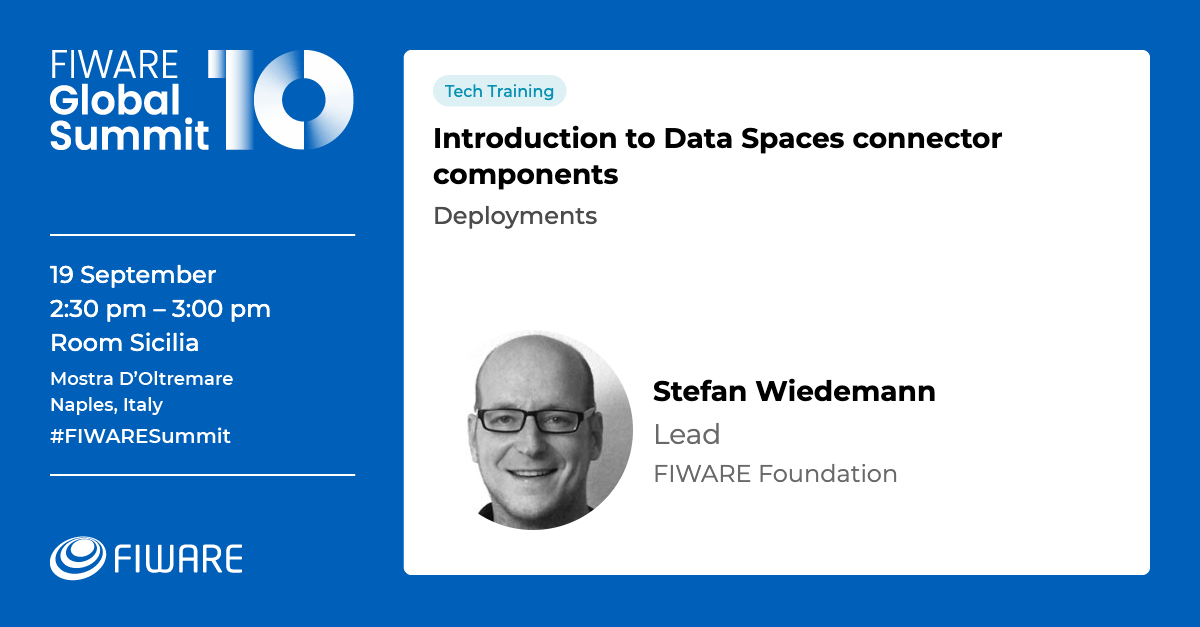 FIWARE
Global
Summit
10
19 September
2:30 pm – 3:00 pm
Room Sicilia
Mostra D’Oltremare
Naples, Italy
#FIWARESummit
FIWARE
Tech Training
Introduction to Data Spaces connector
components
Deployments
Stefan Wiedemann
Lead
FIWARE Foundation